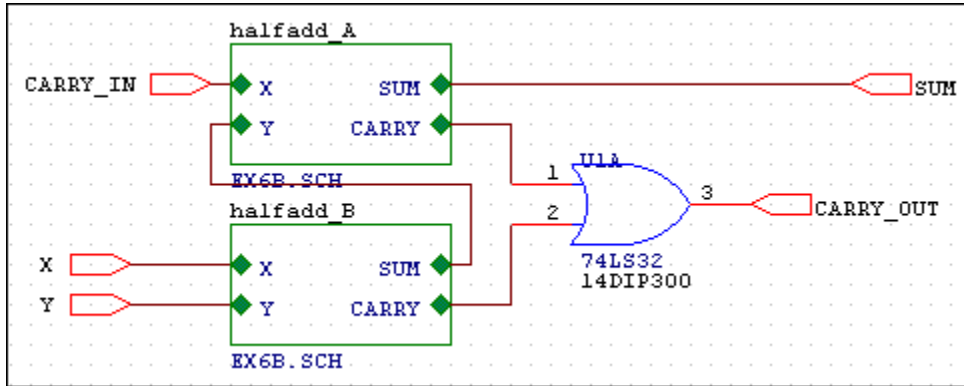 halfadd_A
CARRY_IN
X
SUM
SUM
Y
CARRY
EX6B.SCH
U1A
1
2
3
CARRY_OUT
74LS32
14DIP300
halfadd_B
X
X
SUM
Y
Y
CARRY
EX6B.SCH